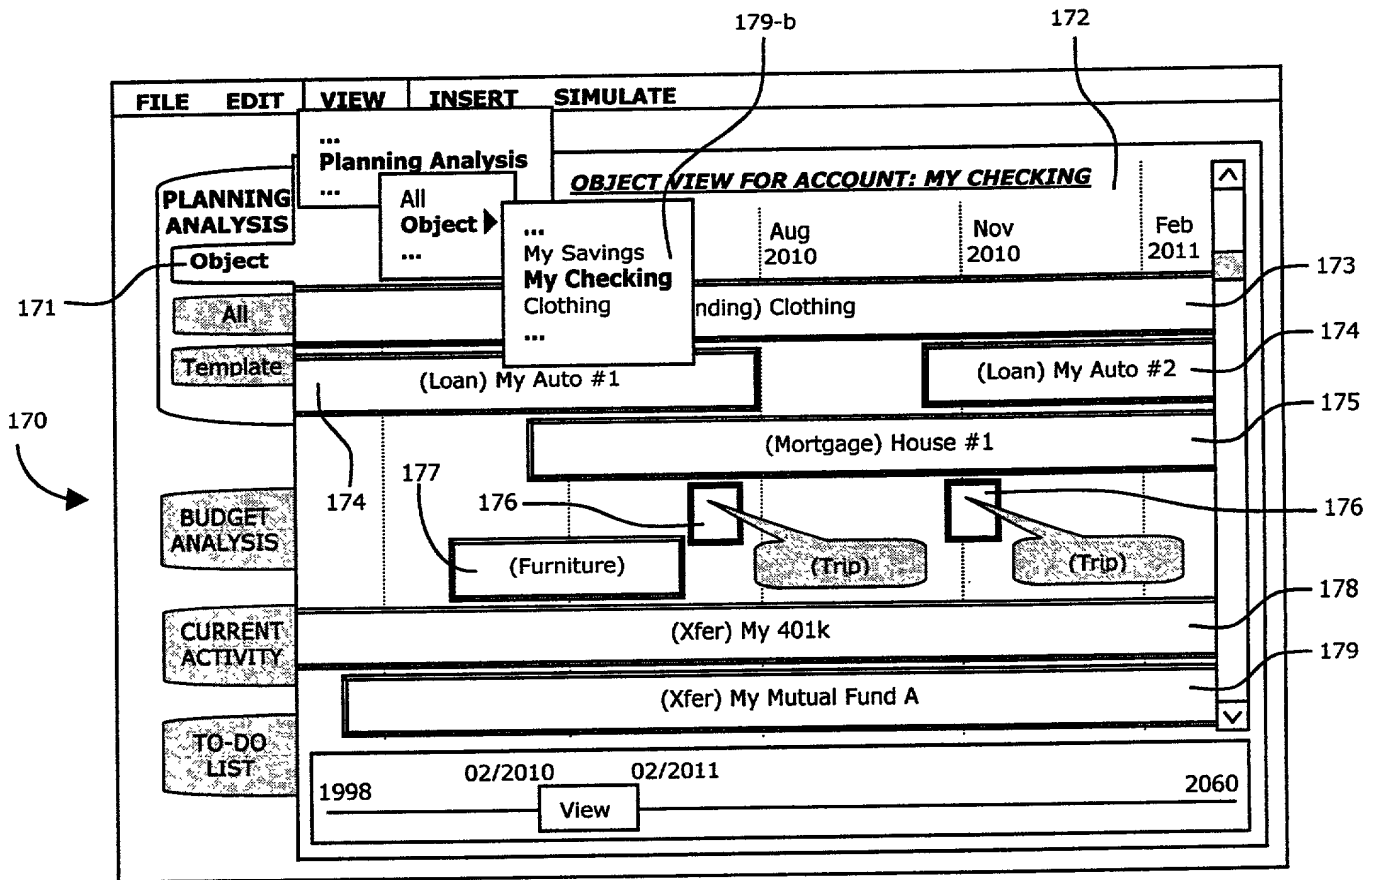 179-b
172
FILE EDIT VIEW INSERT SIMULATE
...
Planning Analysis
...
All
Object
...
...
My Savings
My Checking
Clothing
...
OBJECT VIEW FOR ACCOUNT: MY CHECKING
PLANNING
ANALYSIS
Object
All
Template
Aug
2010
Nov
2010
Feb
2011
171
173
nding) Clothing
174
(Loan) My Auto #1
(Loan) My Auto #2
175
(Mortgage) House #1
170
177
174
176
176
BUDGET
ANALYSIS
(Furniture)
(Trip)
(Trip)
178
CURRENT
ACTIVITY
(Xfer) My 401k
179
(Xfer) My Mutual Fund A
TO-DO
LIST
02/2010 02/2011
1998
2060
View